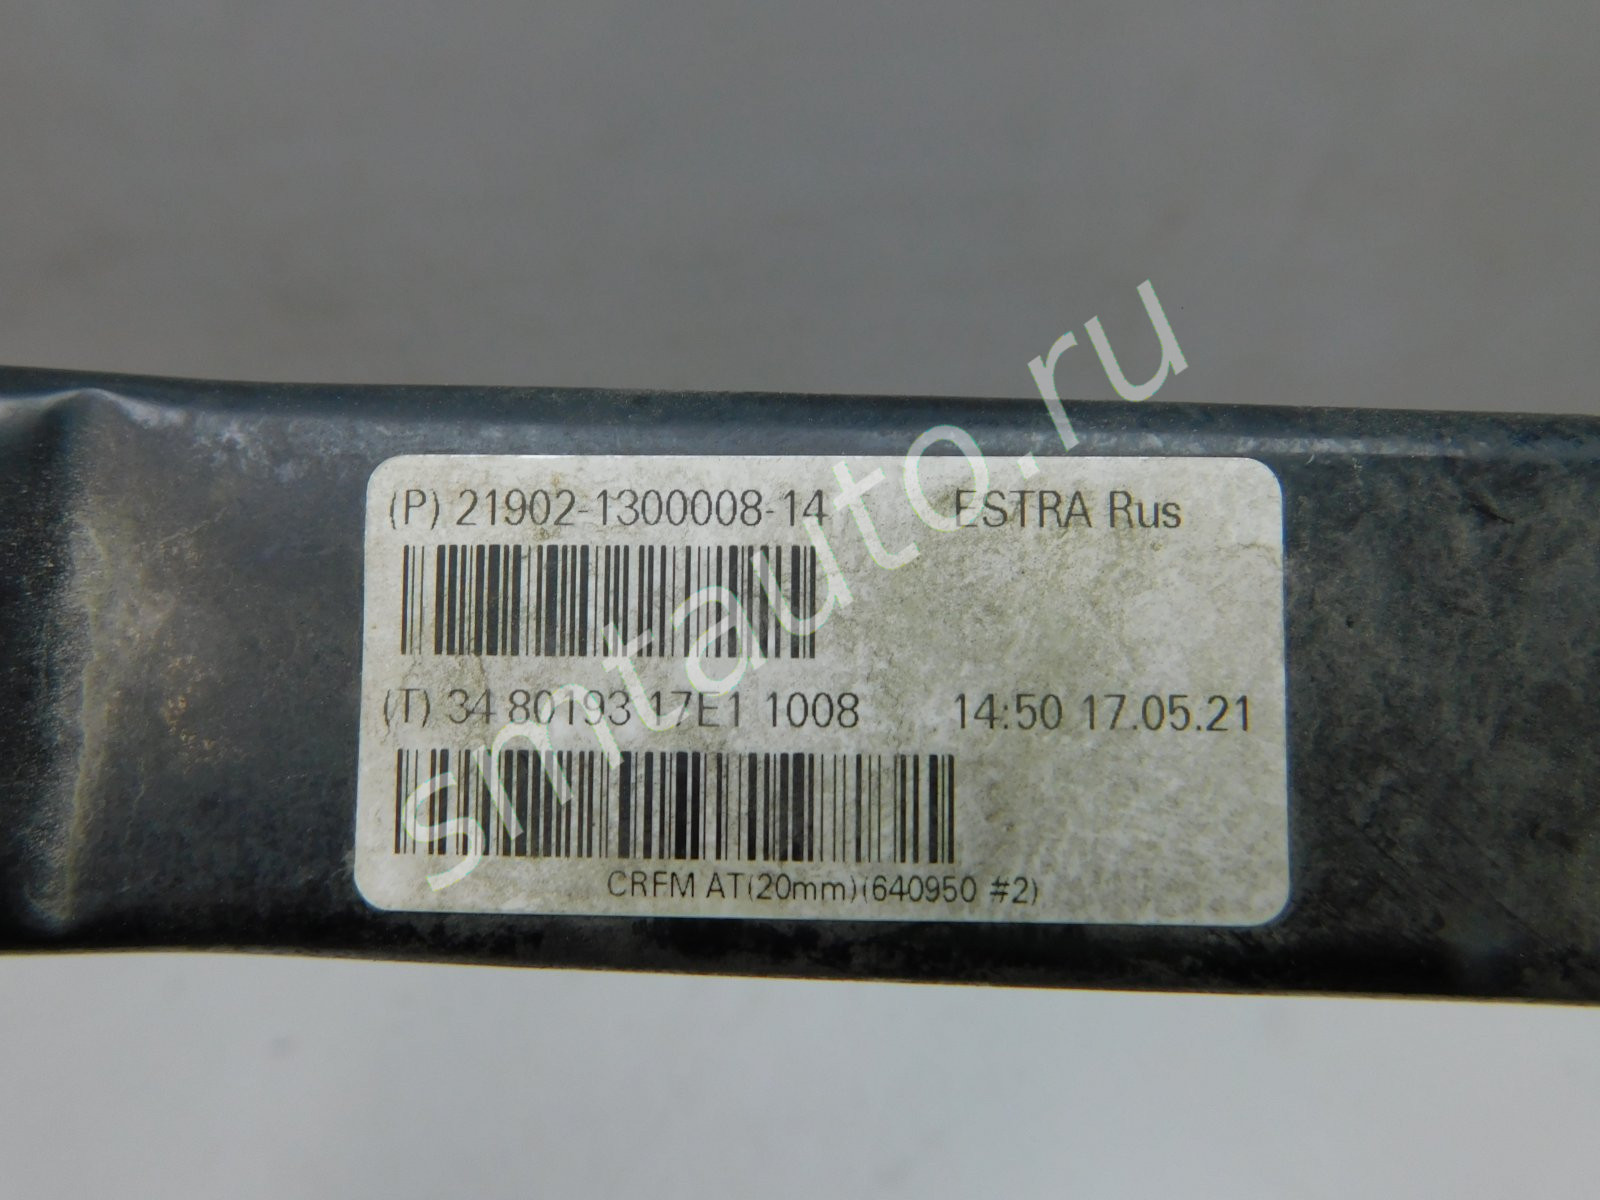 (P) 21902-1300008-14 ESTRA Rus
(T) 34 80193 17E1 1008 14:50 17.05.21
CRFM AT(20mm)(640950 #2)
smtauto.ru